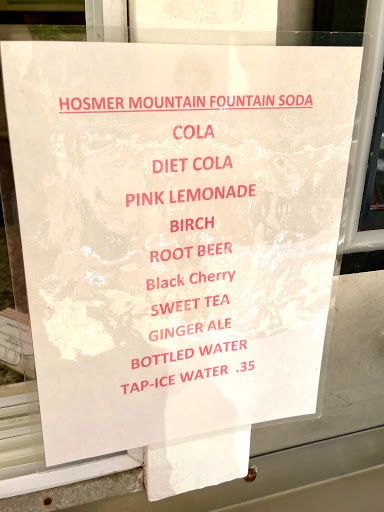 HOSMER MOUNTAIN FOUNTAIN SODA
COLA
DIET COLA
PINK LEMONADE
BIRCH
ROOT BEER
Black Cherry
SWEET TEA
GINGER ALE
BOTTLED WATER
TAP-ICE WATER .35